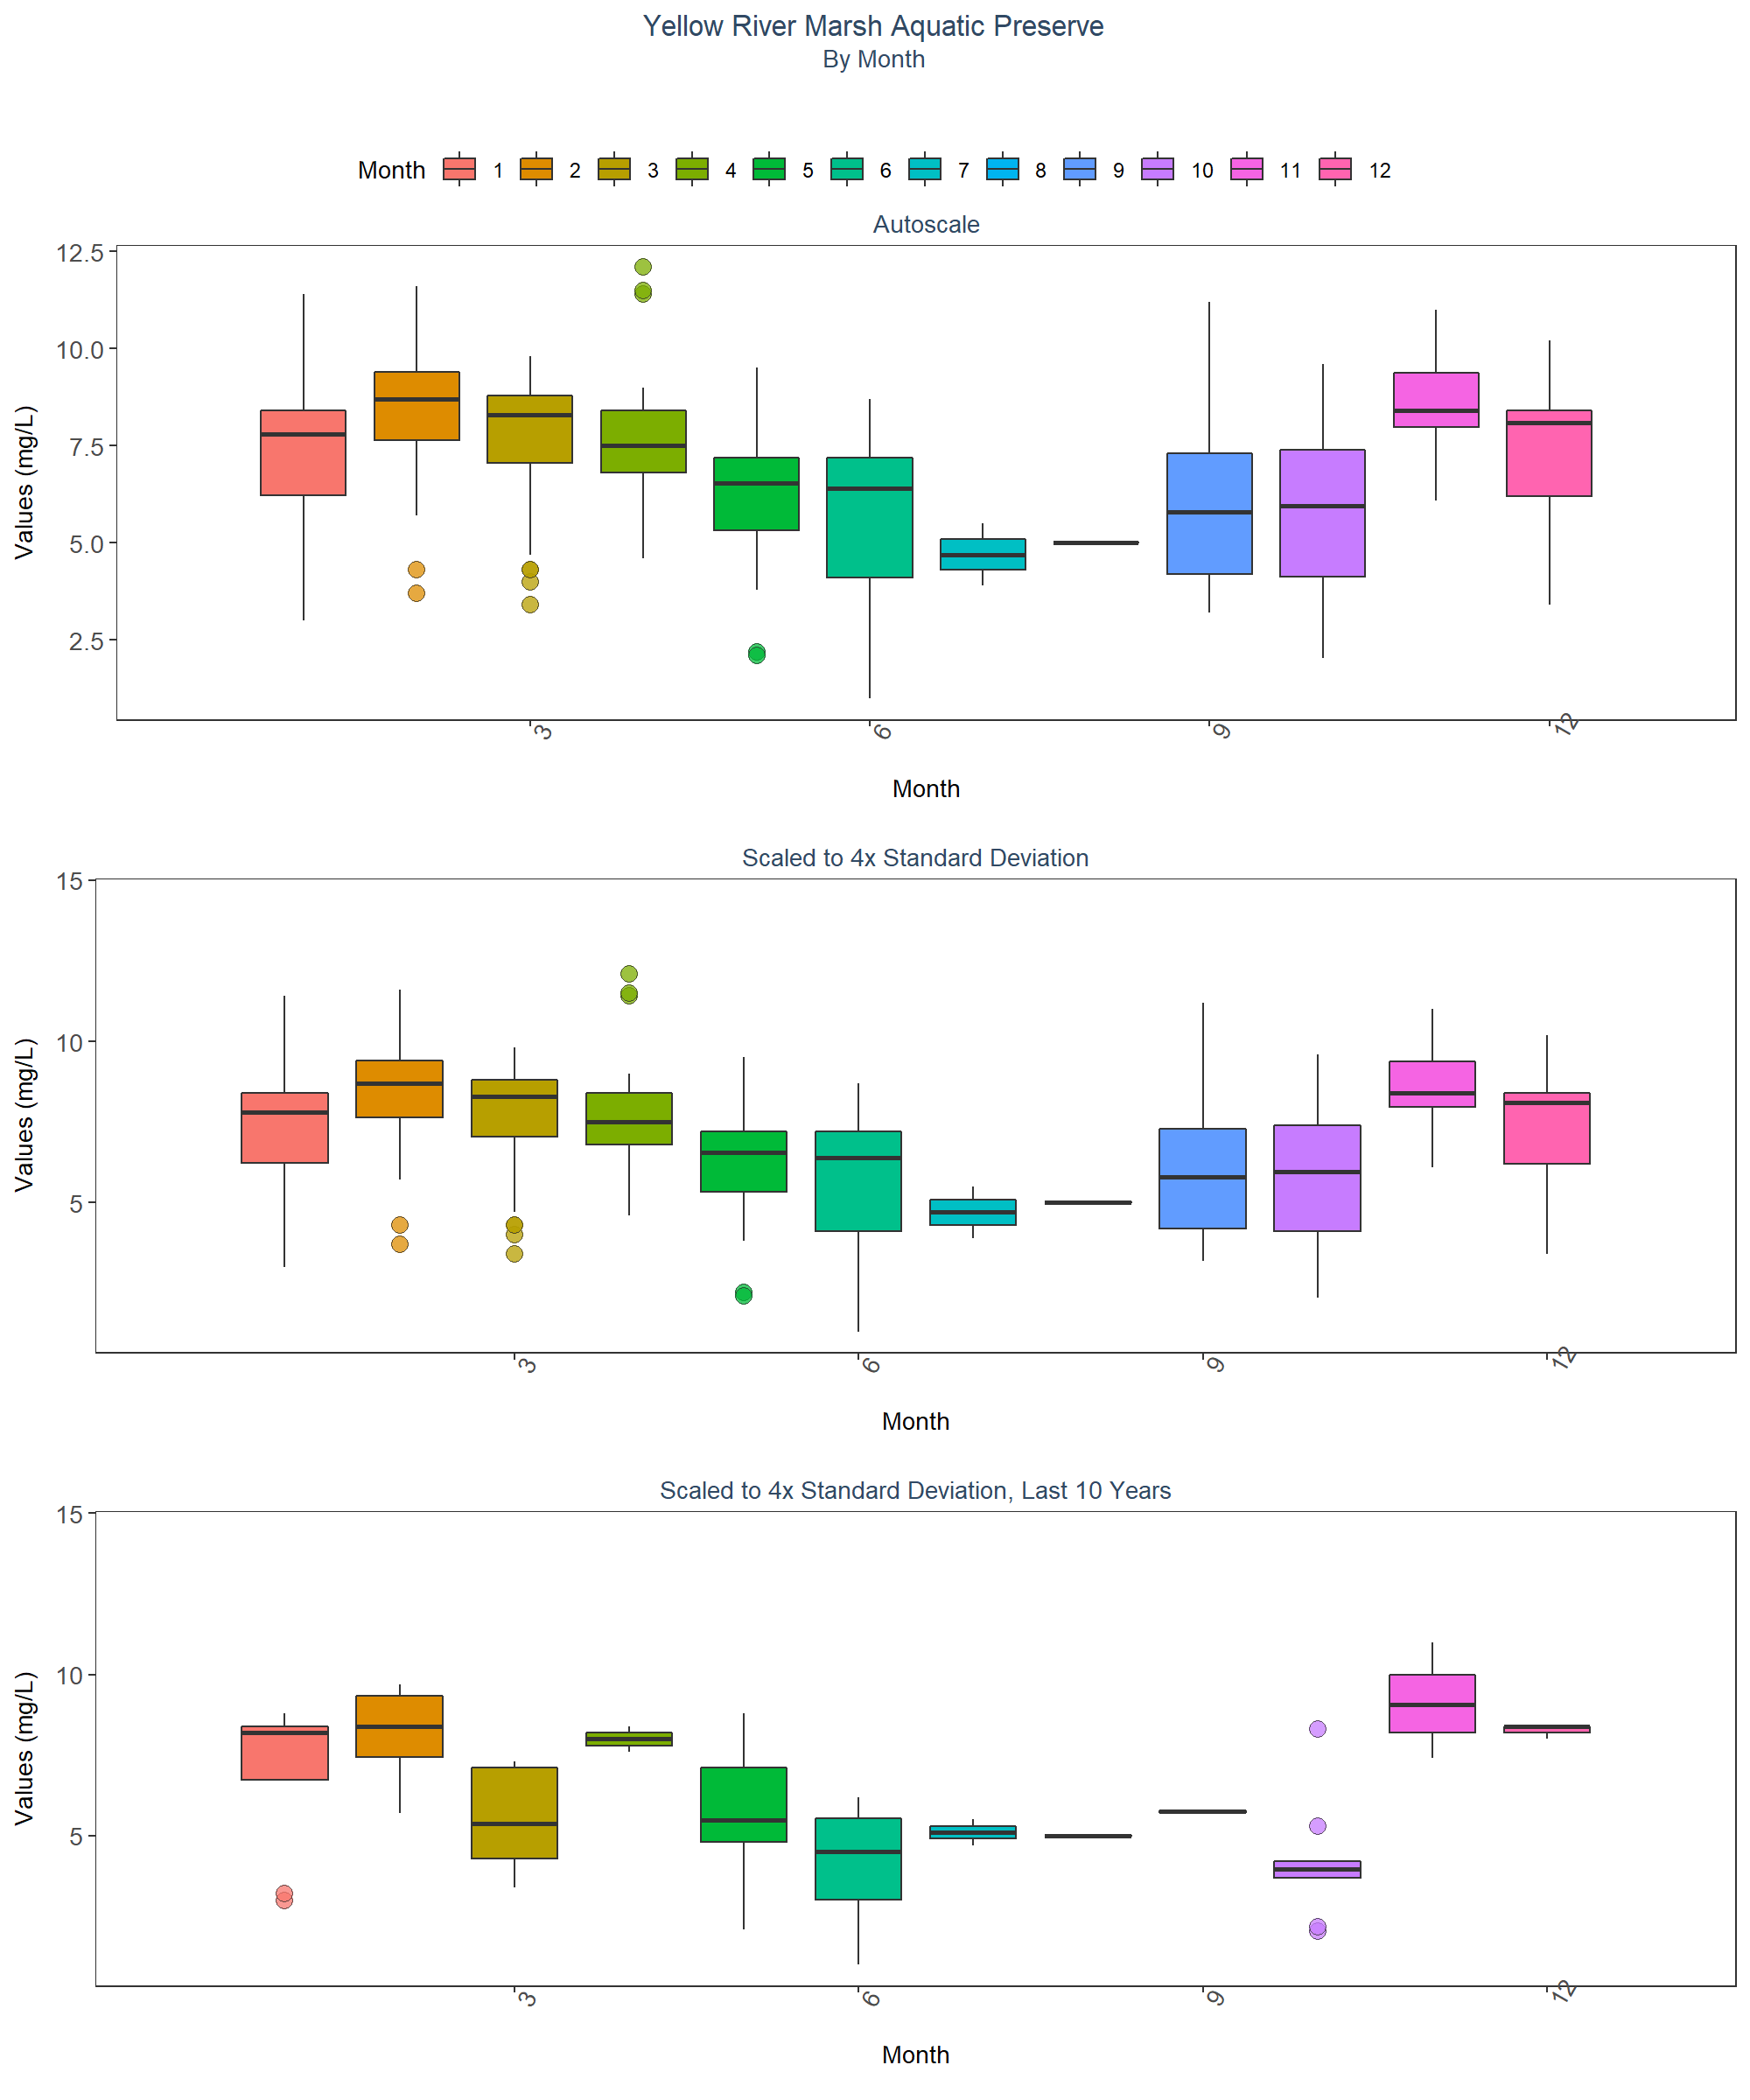 Yellow River Marsh Aquatic Preserve
By Month
Month 1 2 3 4 5 6 7 8 9 10 11 12
Autoscale
Values (mg/L)
12.5
10.0
7.5
5.0
2.5
3 6 9 12
Month
Scaled to 4x Standard Deviation
Values (mg/L)
15
10
5
3 6 9 12
Month
Scaled to 4x Standard Deviation, Last 10 Years
Values (mg/L)
15
10
5
3 6 9 12
Month